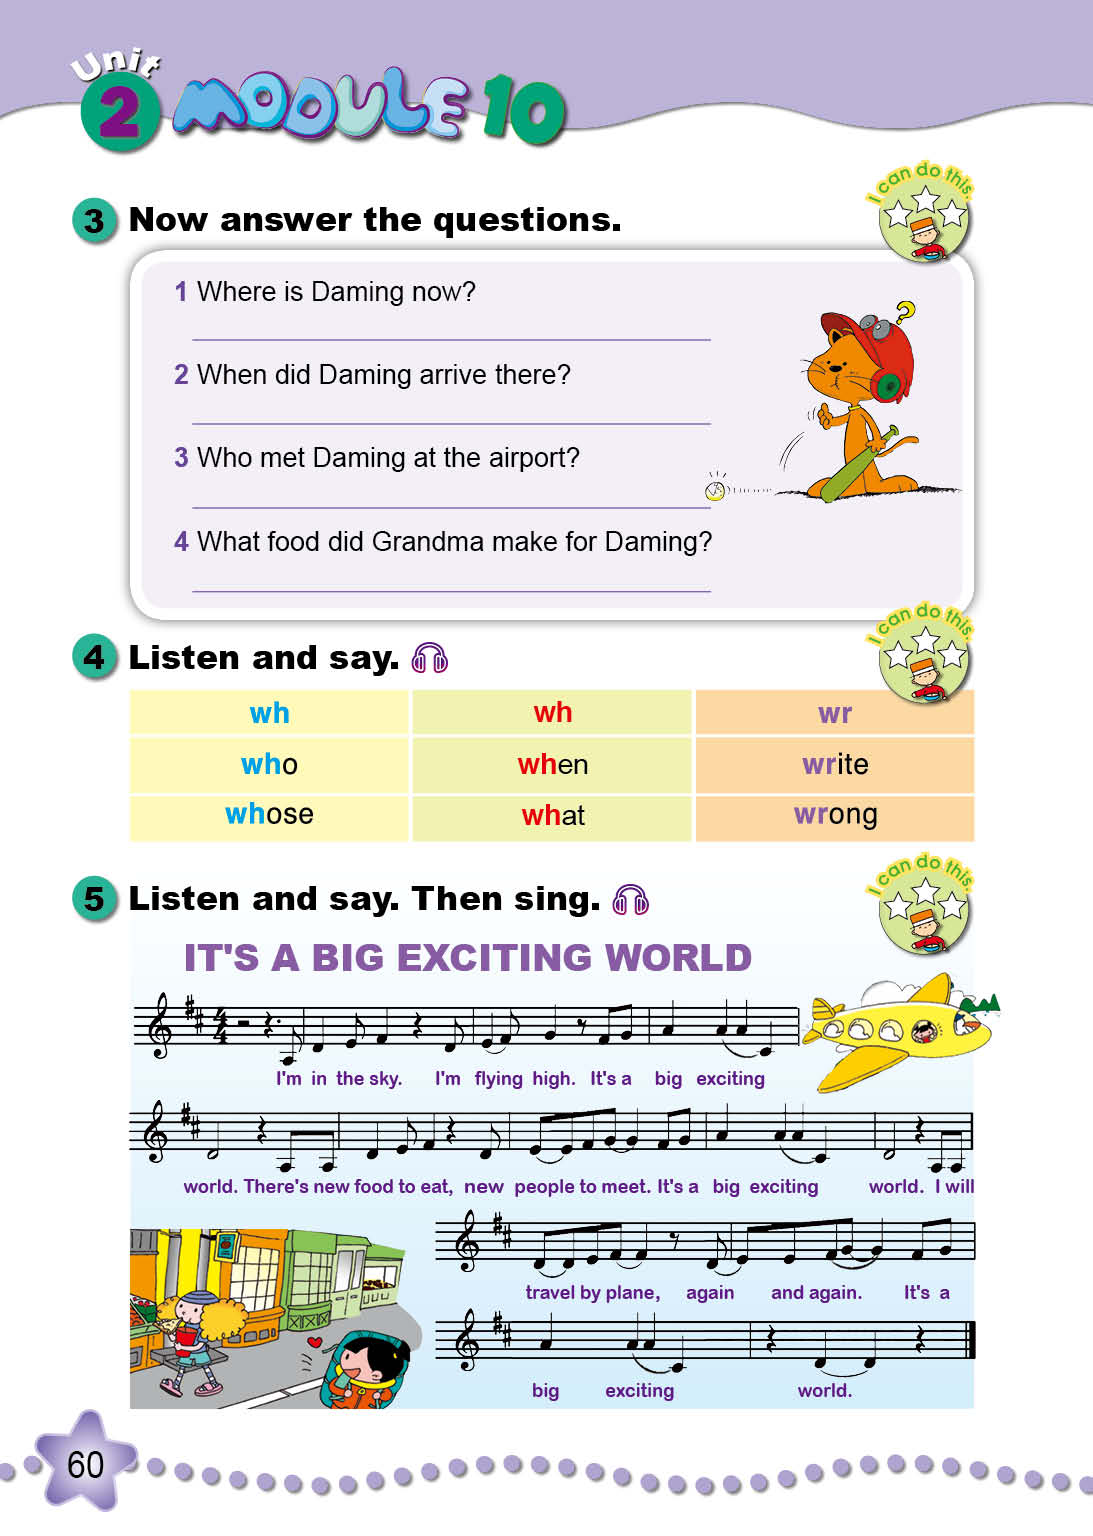 Unit
2 MODULE 10
I can do this.
3 Now answer the questions.
1 Where is Daming now?
2 When did Daming arrive there?
3 Who met Daming at the airport?
4 What food did Grandma make for Daming?
I can do this.
4 Listen and say.
wh wh wr
who when write
whose what wrong
I can do this.
5 Listen and say. Then sing.
IT'S A BIG EXCITING WORLD
I'm in the sky. I'm flying high. It's a big exciting
world. There's new food to eat, new people to meet. It's a big exciting world. I will
travel by plane, again and again. It's a
big exciting world.
60